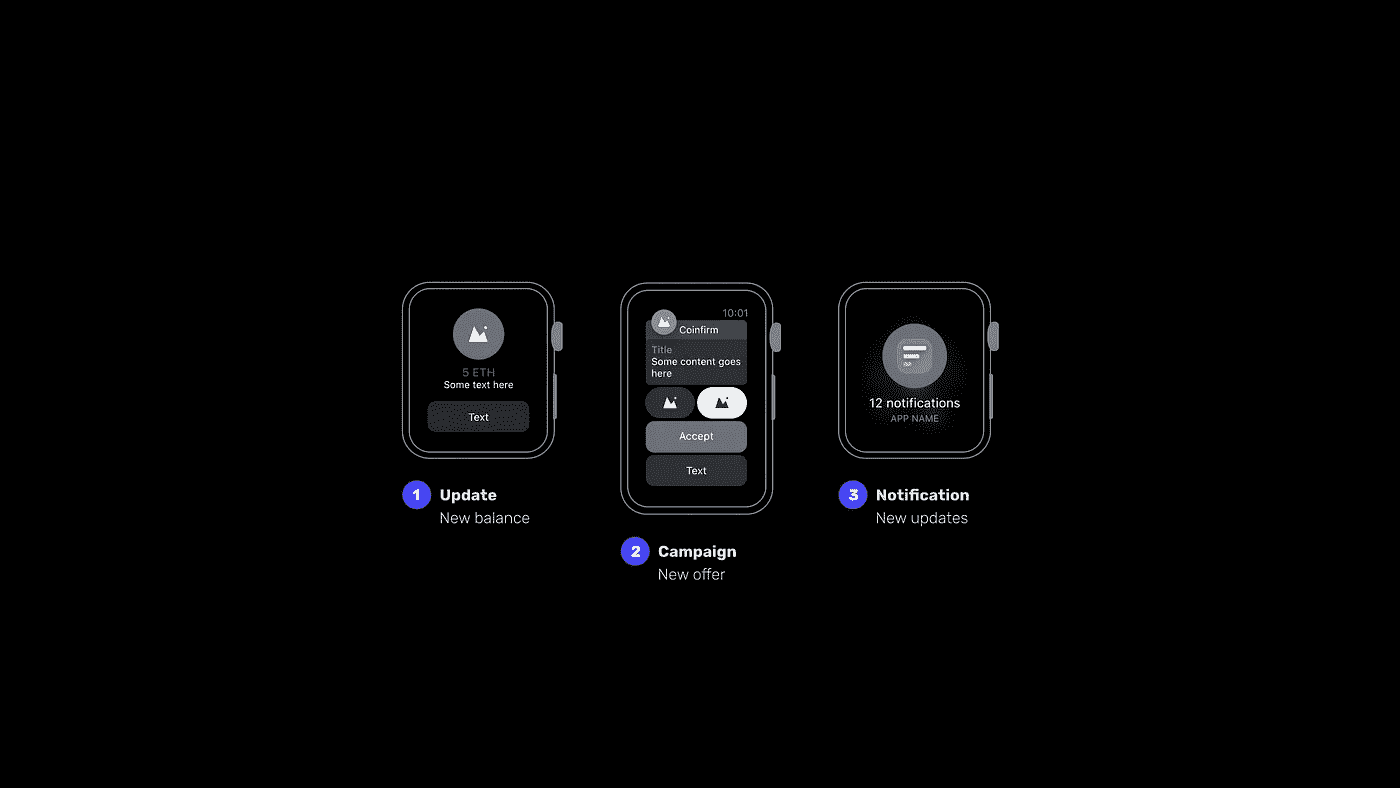 5 ETH
Some text here
Text
1 Update
New balance
10:01
Coinfirm
Title
Some content goes
here
Accept
Text
2 Campaign
New offer
12 notifications
APP NAME
3 Notification
New updates